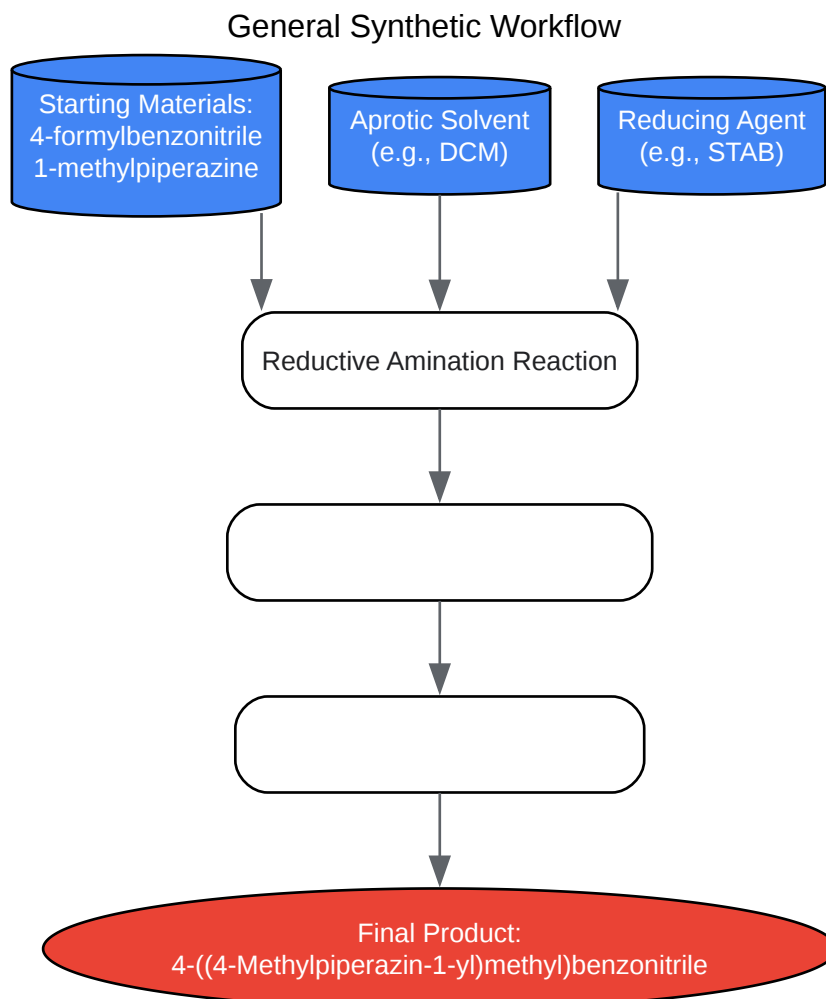 General Synthetic Workflow
Starting Materials:
4-formylbenzonitrile
1-methylpiperazine
Aprotic Solvent
(e.g., DCM)
Reducing Agent
(e.g., STAB)
Reductive Amination Reaction
Final Product:
4-((4-Methylpiperazin-1-yl)methyl)benzonitrile